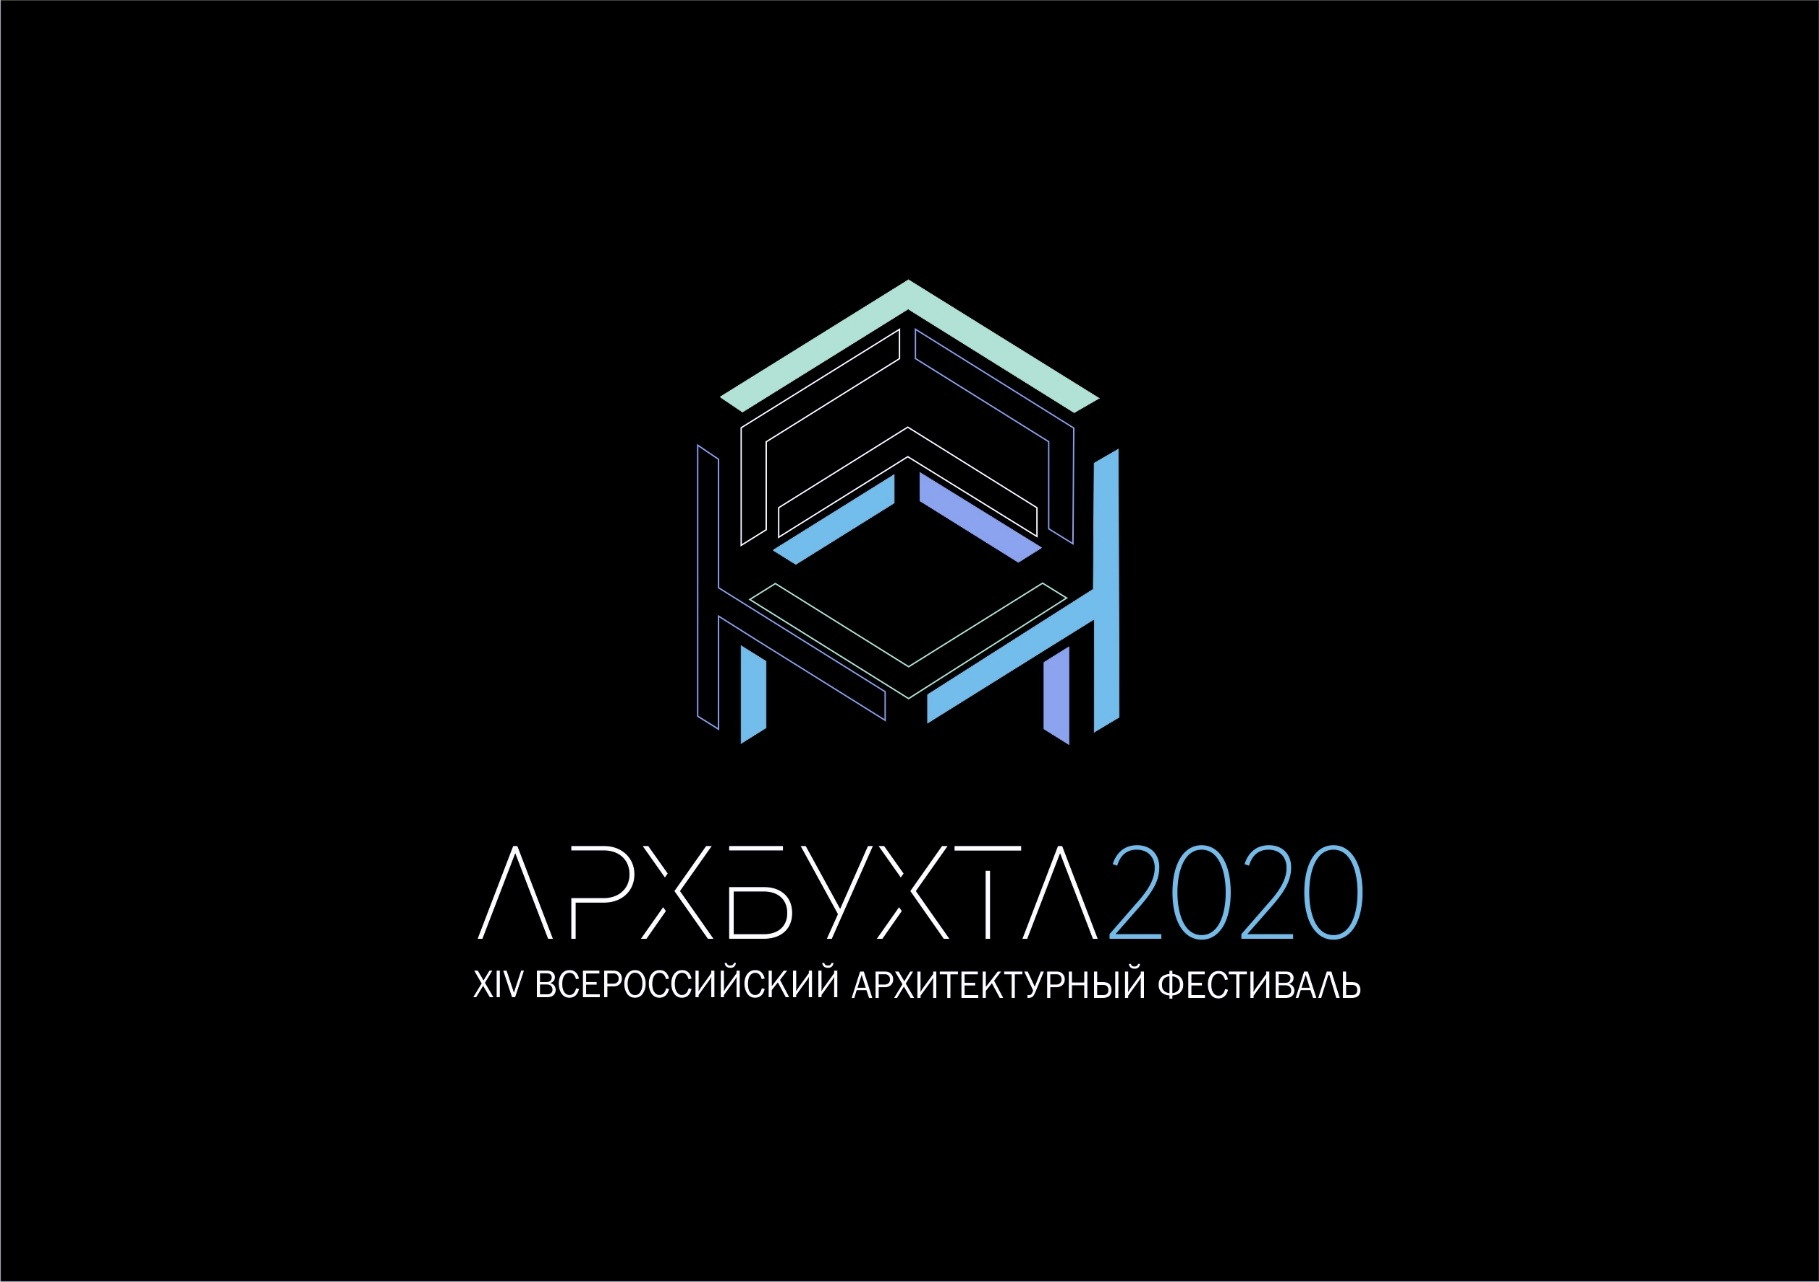 АРХБУХТА2020
XIV ВСЕРОССИЙСКИЙ АРХИТЕКТУРНЫЙ ФЕСТИВАЛЬ